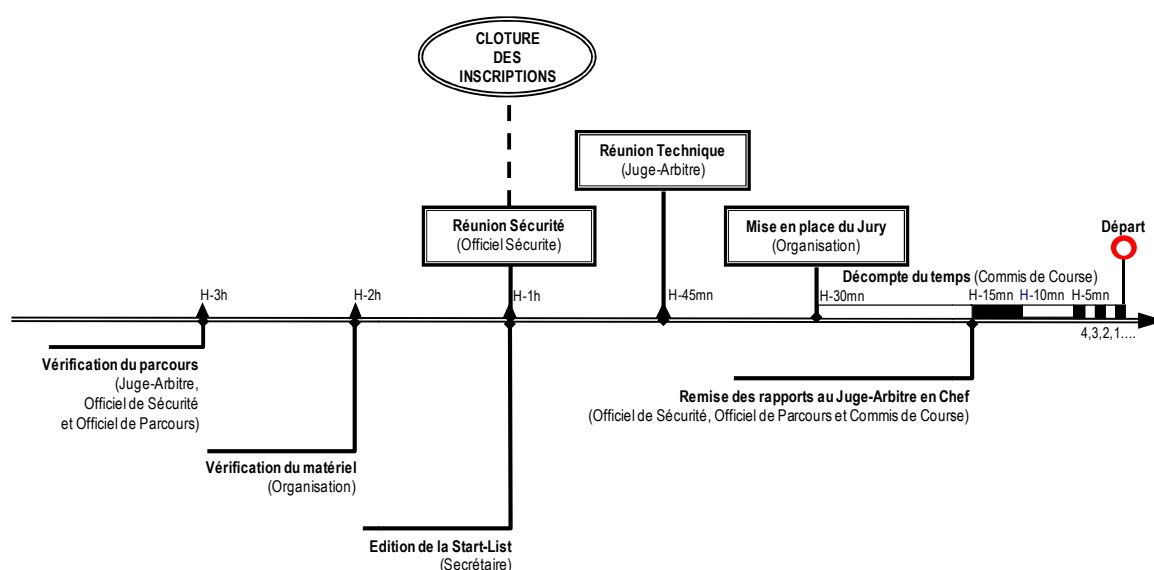 CLOTURE
DES
INSCRIPTIONS
Réunion Technique
(Juge-Arbitre)
Réunion Sécurité
(Officiel Sécurite)
Mise en place du Jury
(Organisation)
Départ
Décompte du temps (Commis de Course)
H-3h
H-2h
H-1h
H-45mn
H-30mn
H-15mn
H-10mn
H-5mn
4,3,2,1....
Vérification du parcours
(Juge-Arbitre,
Officiel de Sécurité
et Officiel de Parcours)
Remise des rapports au Juge-Arbitre en Chef
(Officiel de Sécurité, Officiel de Parcours et Commis de Course)
Vérification du matériel
(Organisation)
Edition de la Start-List
(Secrétaire)